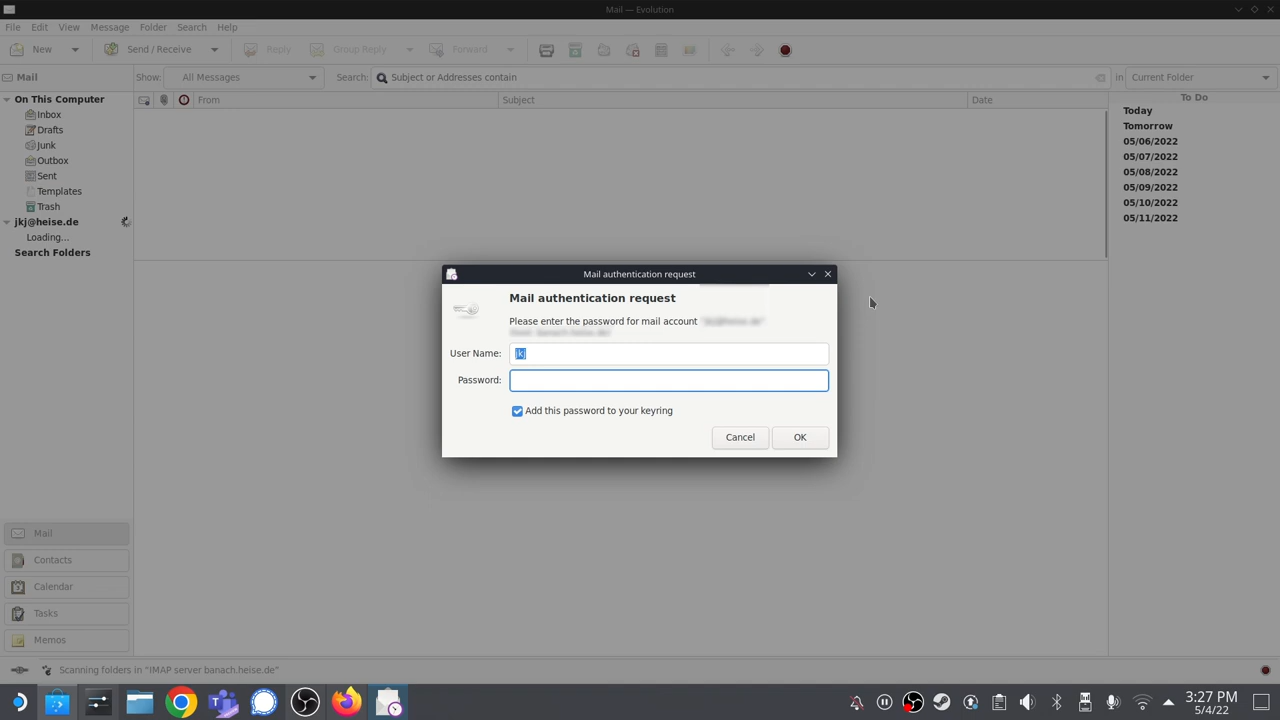 Mail — Evolution
File Edit View Message Folder Search Help
New Send / Receive Reply Group Reply Forward
Mail Show: All Messages Search: Subject or Addresses contain in Current Folder
On This Computer From Subject Date To Do
Inbox Today
Drafts Tomorrow
Junk 05/06/2022
Outbox 05/07/2022
Sent 05/08/2022
Templates 05/09/2022
Trash 05/10/2022
jkj@heise.de 05/11/2022
Loading...
Search Folders
Mail authentication request
Mail authentication request
Please enter the password for mail account
User Name: jkj
Password:
Add this password to your keyring
Cancel OK
Mail
Contacts
Calendar
Tasks
Memos
Scanning folders in "IMAP server banach.heise.de"
3:27 PM
5/4/22